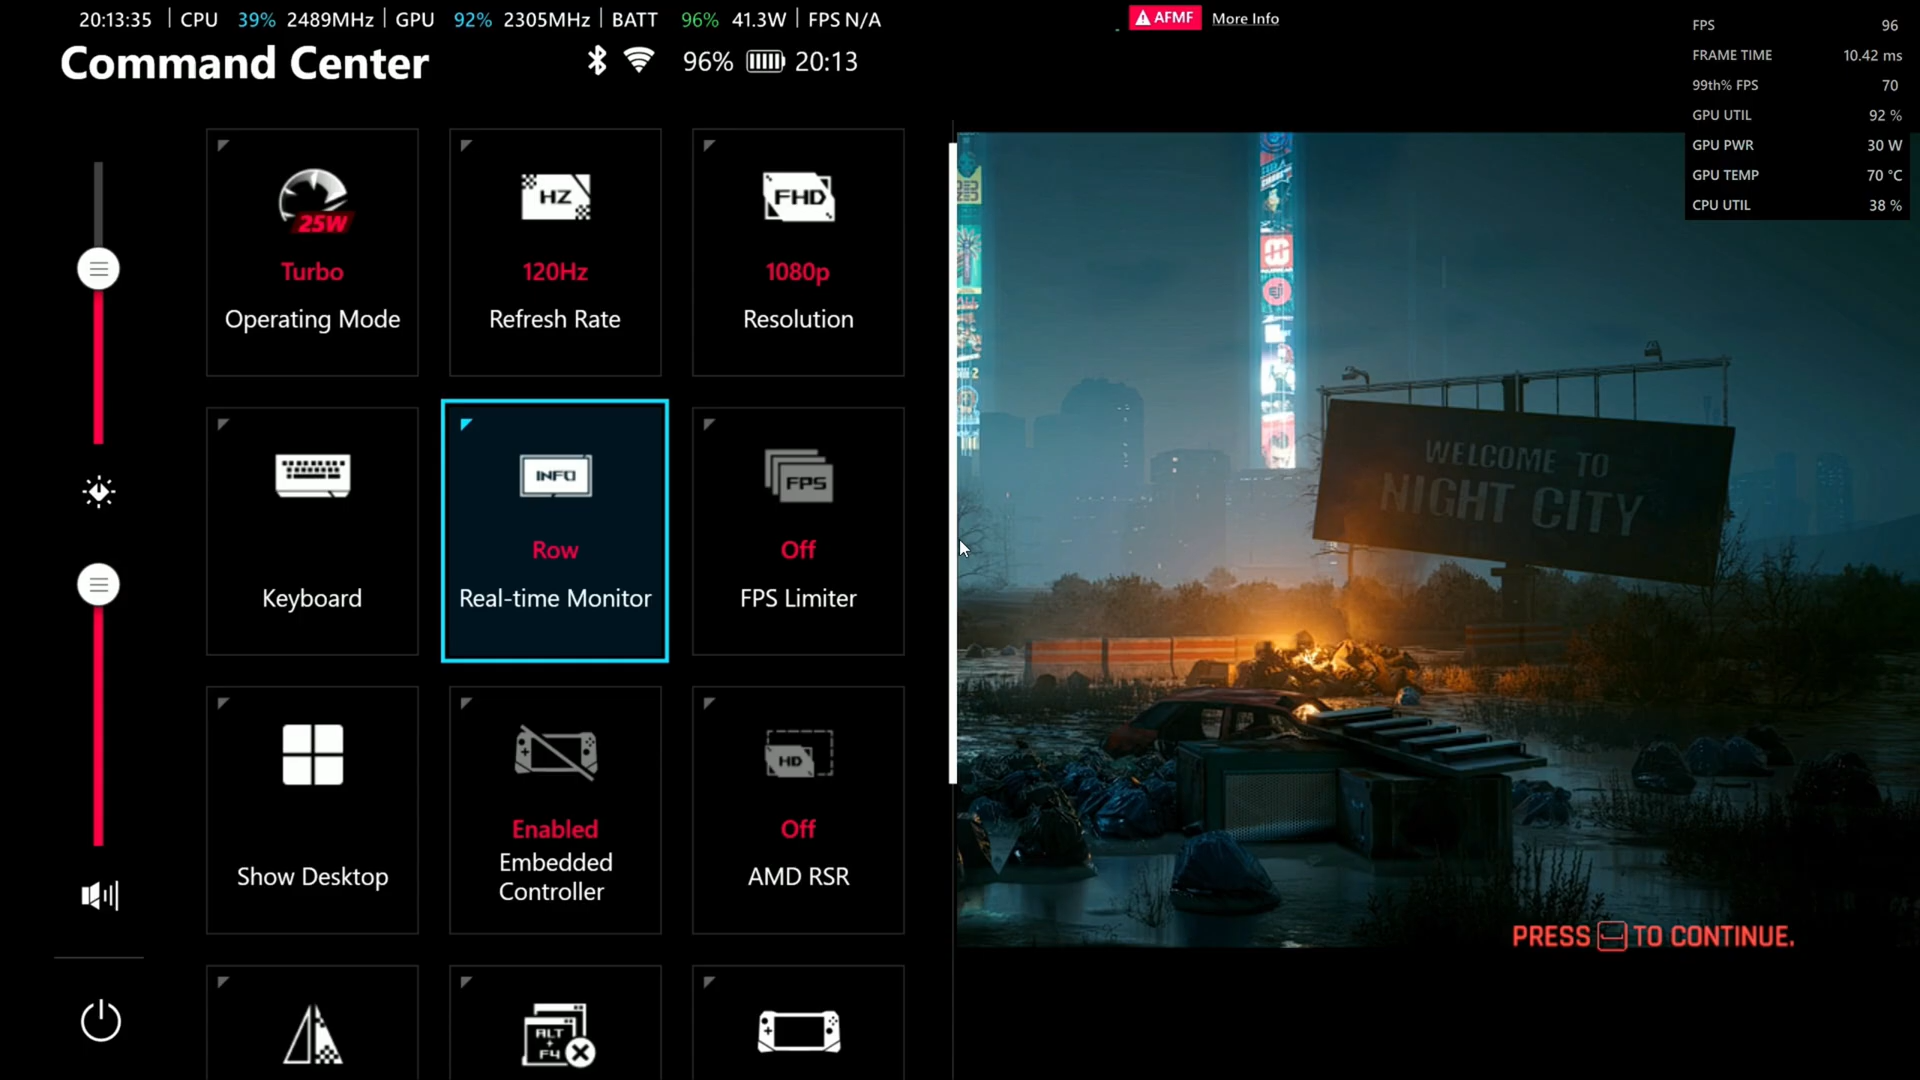 20:13:35 | CPU 39% 2489MHz | GPU 92% 2305MHz | BATT 96% 41.3W | FPS N/A
AFMF More Info
Command Center
96% 20:13
FPS 96
FRAME TIME 10.42 ms
99th% FPS 70
GPU UTIL 92 %
GPU PWR 30 W
GPU TEMP 70 °C
CPU UTIL 38 %
25W
HZ
FHD
Turbo
120Hz
1080p
Operating Mode
Refresh Rate
Resolution
INFO
FPS
Row
Off
Keyboard
Real-time Monitor
FPS Limiter
HD
Enabled
Off
Show Desktop
Embedded
Controller
AMD RSR
ALT
+
F4
WELCOME TO
NIGHT CITY
PRESS TO CONTINUE.